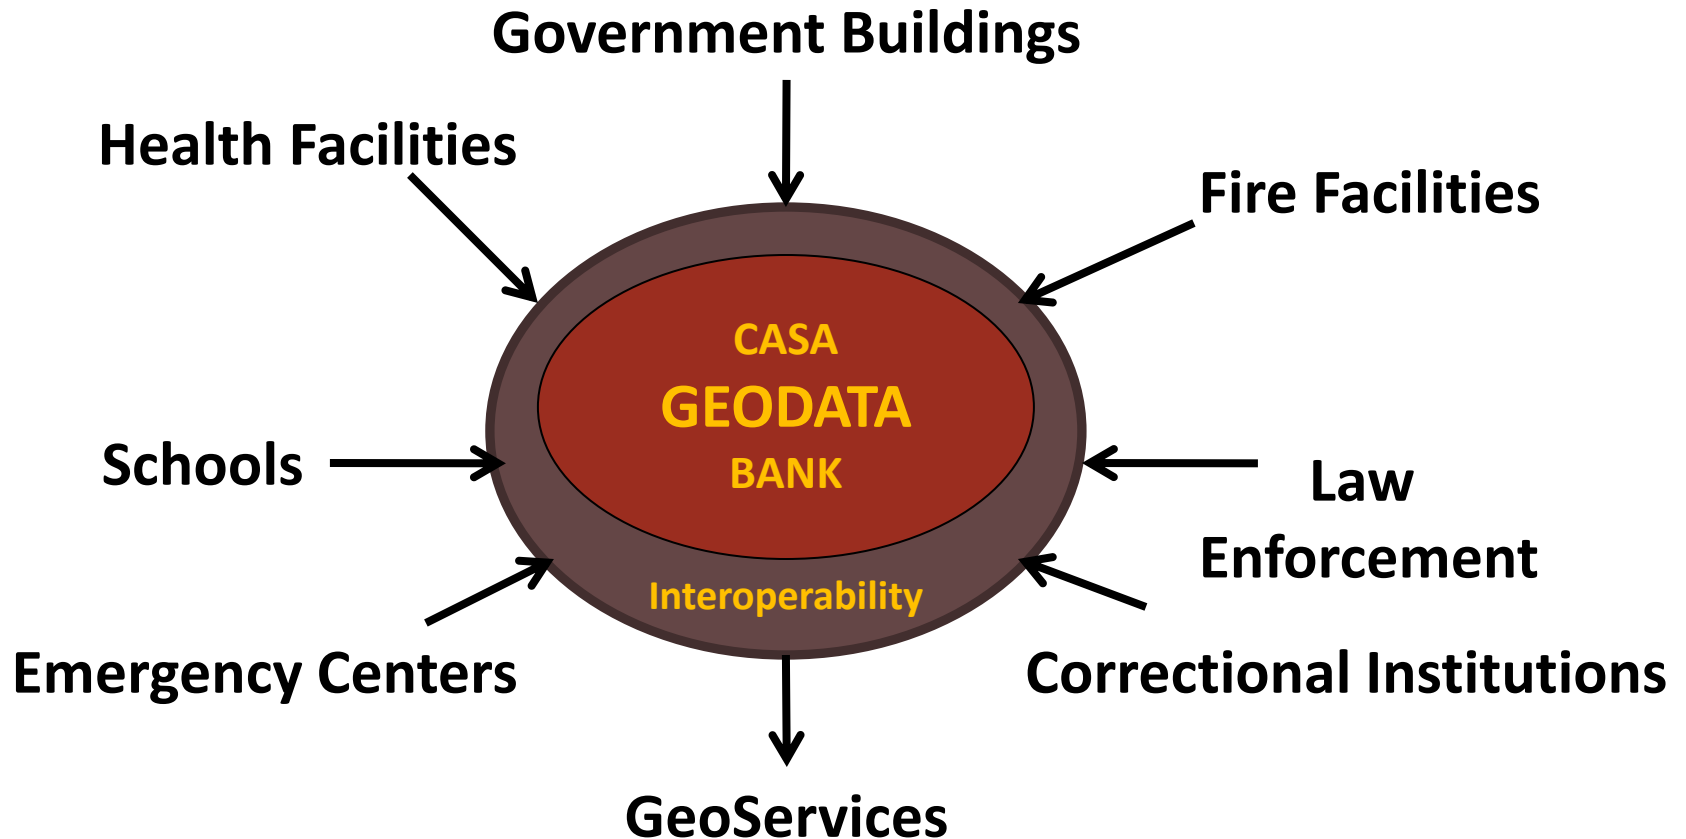 Government Buildings
Health Facilities
Fire Facilities
CASA
GEODATA
BANK
Schools
Law
Enforcement
Interoperability
Emergency Centers
Correctional Institutions
GeoServices